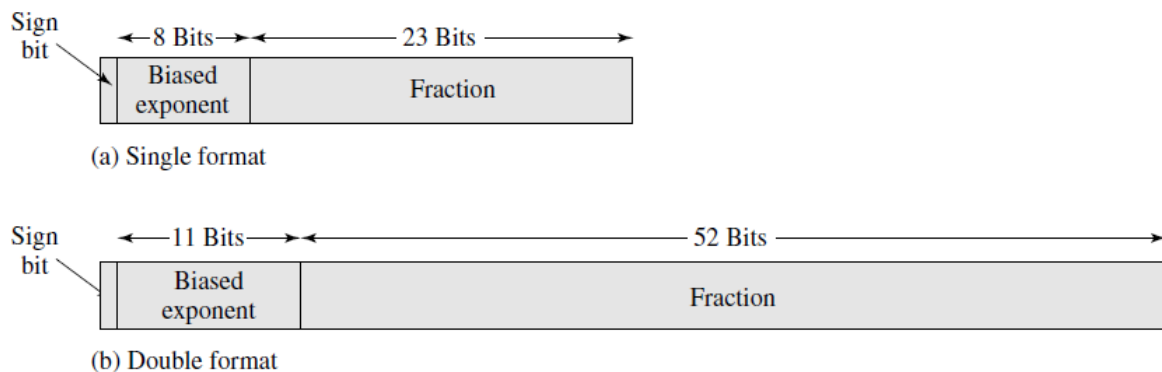 Sign
bit
8 Bits
23 Bits
Biased
exponent
Fraction
(a) Single format
Sign
bit
11 Bits
52 Bits
Biased
exponent
Fraction
(b) Double format